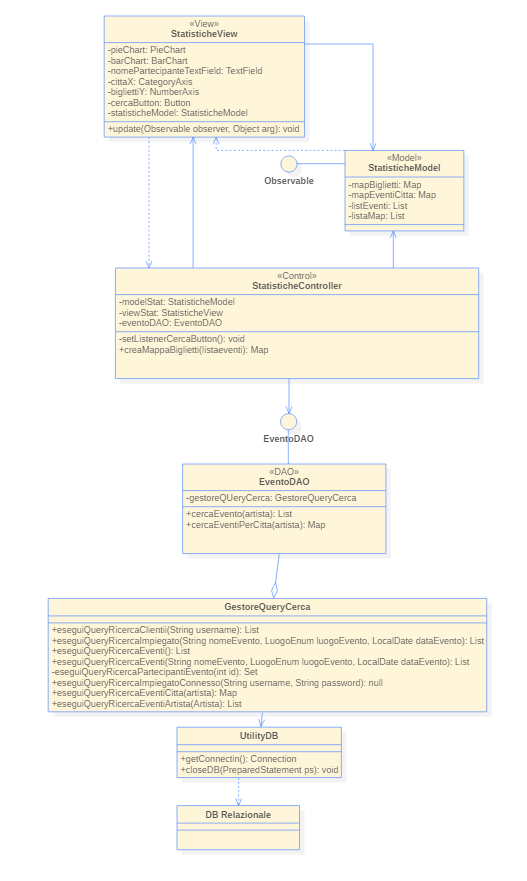 «View»
StatisticheView
-pieChart: PieChart
-barChart: BarChart
-nomePartecipanteTextField: TextField
-cittaX: CategoryAxis
-bigliettiY: NumberAxis
-cercaButton: Button
-statisticheModel: StatisticheModel
+update(Observable observer, Object arg): void
Observable
«Model»
StatisticheModel
-mapBiglietti: Map
-mapEventiCitta: Map
-listEventi: List
-listaMap: List
«Control»
StatisticheController
-modelStat: StatisticheModel
-viewStat: StatisticheView
-eventoDAO: EventoDAO
-setListenerCercaButton(): void
+creaMappaBiglietti(listaeventi): Map
EventoDAO
«DAO»
EventoDAO
-gestoreQUeryCerca: GestoreQueryCerca
+cercaEvento(artista): List
+cercaEventiPerCitta(artista): Map
GestoreQueryCerca
+eseguiQueryRicercaClientii(String username): List
+eseguiQueryRicercaImpiegato(String nomeEvento, LuogoEnum luogoEvento, LocalDate dataEvento): List
+eseguiQueryRicercaEventi(): List
+eseguiQueryRicercaEventi(String nomeEvento, LuogoEnum luogoEvento, LocalDate dataEvento): List
-eseguiQueryRicercaPartecipantiEvento(int id): Set
+eseguiQueryRicercaImpiegatoConnesso(String username, String password): null
+eseguiQueryRicercaEventiCitta(artista): Map
+eseguiQueryRicercaEventiArtista(Artista): List
UtilityDB
+getConnectin(): Connection
+closeDB(PreparedStatement ps): void
DB Relazionale